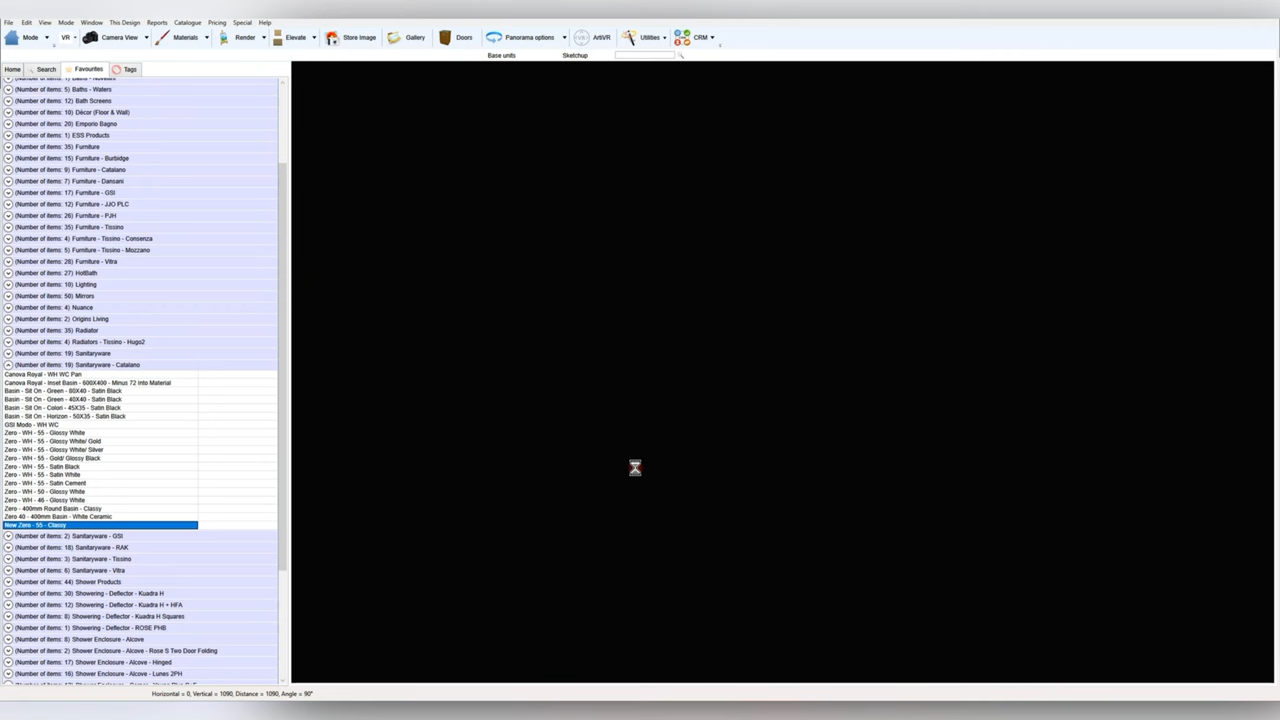 File Edit View Mode Window This Design Reports Catalogue Pricing Special Help
Mode VR Camera View Materials Render Elevate Store Image Gallery Doors Panorama options VR ArtiVR Utilities CRM
Base units Sketchup
Home Search Favourites Tags
(Number of items: 5) Baths - Waters
(Number of items: 12) Bath Screens
(Number of items: 10) Décor (Floor & Wall)
(Number of items: 20) Emporio Bagno
(Number of items: 1) ESS Products
(Number of items: 35) Furniture
(Number of items: 15) Furniture - Burbidge
(Number of items: 9) Furniture - Catalano
(Number of items: 7) Furniture - Dansani
(Number of items: 17) Furniture - GSI
(Number of items: 12) Furniture - JJO PLC
(Number of items: 26) Furniture - PJH
(Number of items: 35) Furniture - Tissino
(Number of items: 4) Furniture - Tissino - Consenza
(Number of items: 5) Furniture - Tissino - Mozzano
(Number of items: 28) Furniture - Vitra
(Number of items: 27) HotBath
(Number of items: 10) Lighting
(Number of items: 50) Mirrors
(Number of items: 4) Nuance
(Number of items: 2) Origins Living
(Number of items: 35) Radiator
(Number of items: 4) Radiators - Tissino - Hugo2
(Number of items: 19) Sanitaryware
(Number of items: 19) Sanitaryware - Catalano
Canova Royal - WH WC Pan
Canova Royal - Inset Basin - 600X400 - Minus 72 Into Material
Basin - Sit On - Green - 80X40 - Satin Black
Basin - Sit On - Green - 40X40 - Satin Black
Basin - Sit On - Colori - 45X35 - Satin Black
Basin - Sit On - Horizon - 50X35 - Satin Black
GSI Modo - WH WC
Zero - WH - 55 - Glossy White
Zero - WH - 55 - Glossy White/ Gold
Zero - WH - 55 - Glossy White/ Silver
Zero - WH - 55 - Gold/ Glossy Black
Zero - WH - 55 - Satin Black
Zero - WH - 55 - Satin White
Zero - WH - 55 - Satin Cement
Zero - WH - 50 - Glossy White
Zero - WH - 46 - Glossy White
Zero - 400mm Round Basin - Classy
Zero 40 - 400mm Basin - White Ceramic
New Zero - 55 - Classy
(Number of items: 2) Sanitaryware - GSI
(Number of items: 18) Sanitaryware - RAK
(Number of items: 3) Sanitaryware - Tissino
(Number of items: 6) Sanitaryware - Vitra
(Number of items: 44) Shower Products
(Number of items: 30) Showering - Deflector - Kuadra H
(Number of items: 12) Showering - Deflector - Kuadra H + HFA
(Number of items: 8) Showering - Deflector - Kuadra H Squares
(Number of items: 1) Showering - Deflector - ROSE PHB
(Number of items: 8) Shower Enclosure - Alcove
(Number of items: 2) Shower Enclosure - Alcove - Rose S Two Door Folding
(Number of items: 17) Shower Enclosure - Alcove - Hinged
(Number of items: 16) Shower Enclosure - Alcove - Lunes 2PH
Horizontal = 0, Vertical = 1090, Distance = 1090, Angle = 90°